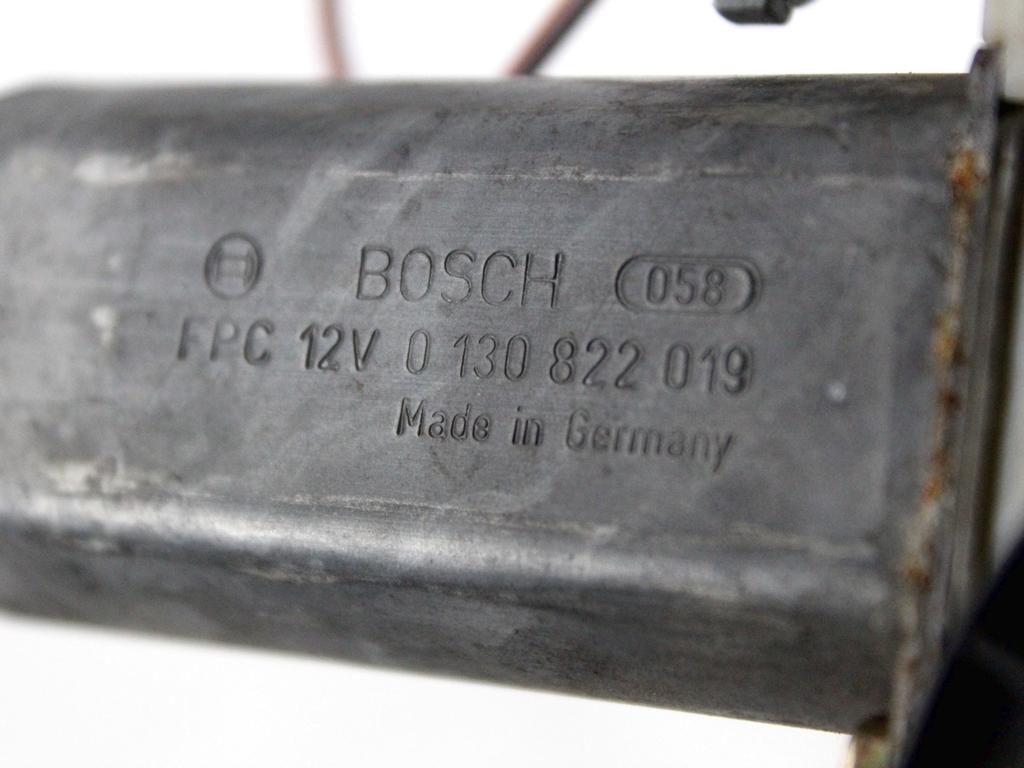 BOSCH 058
FPC 12V 0 130 822 019
Made in Germany